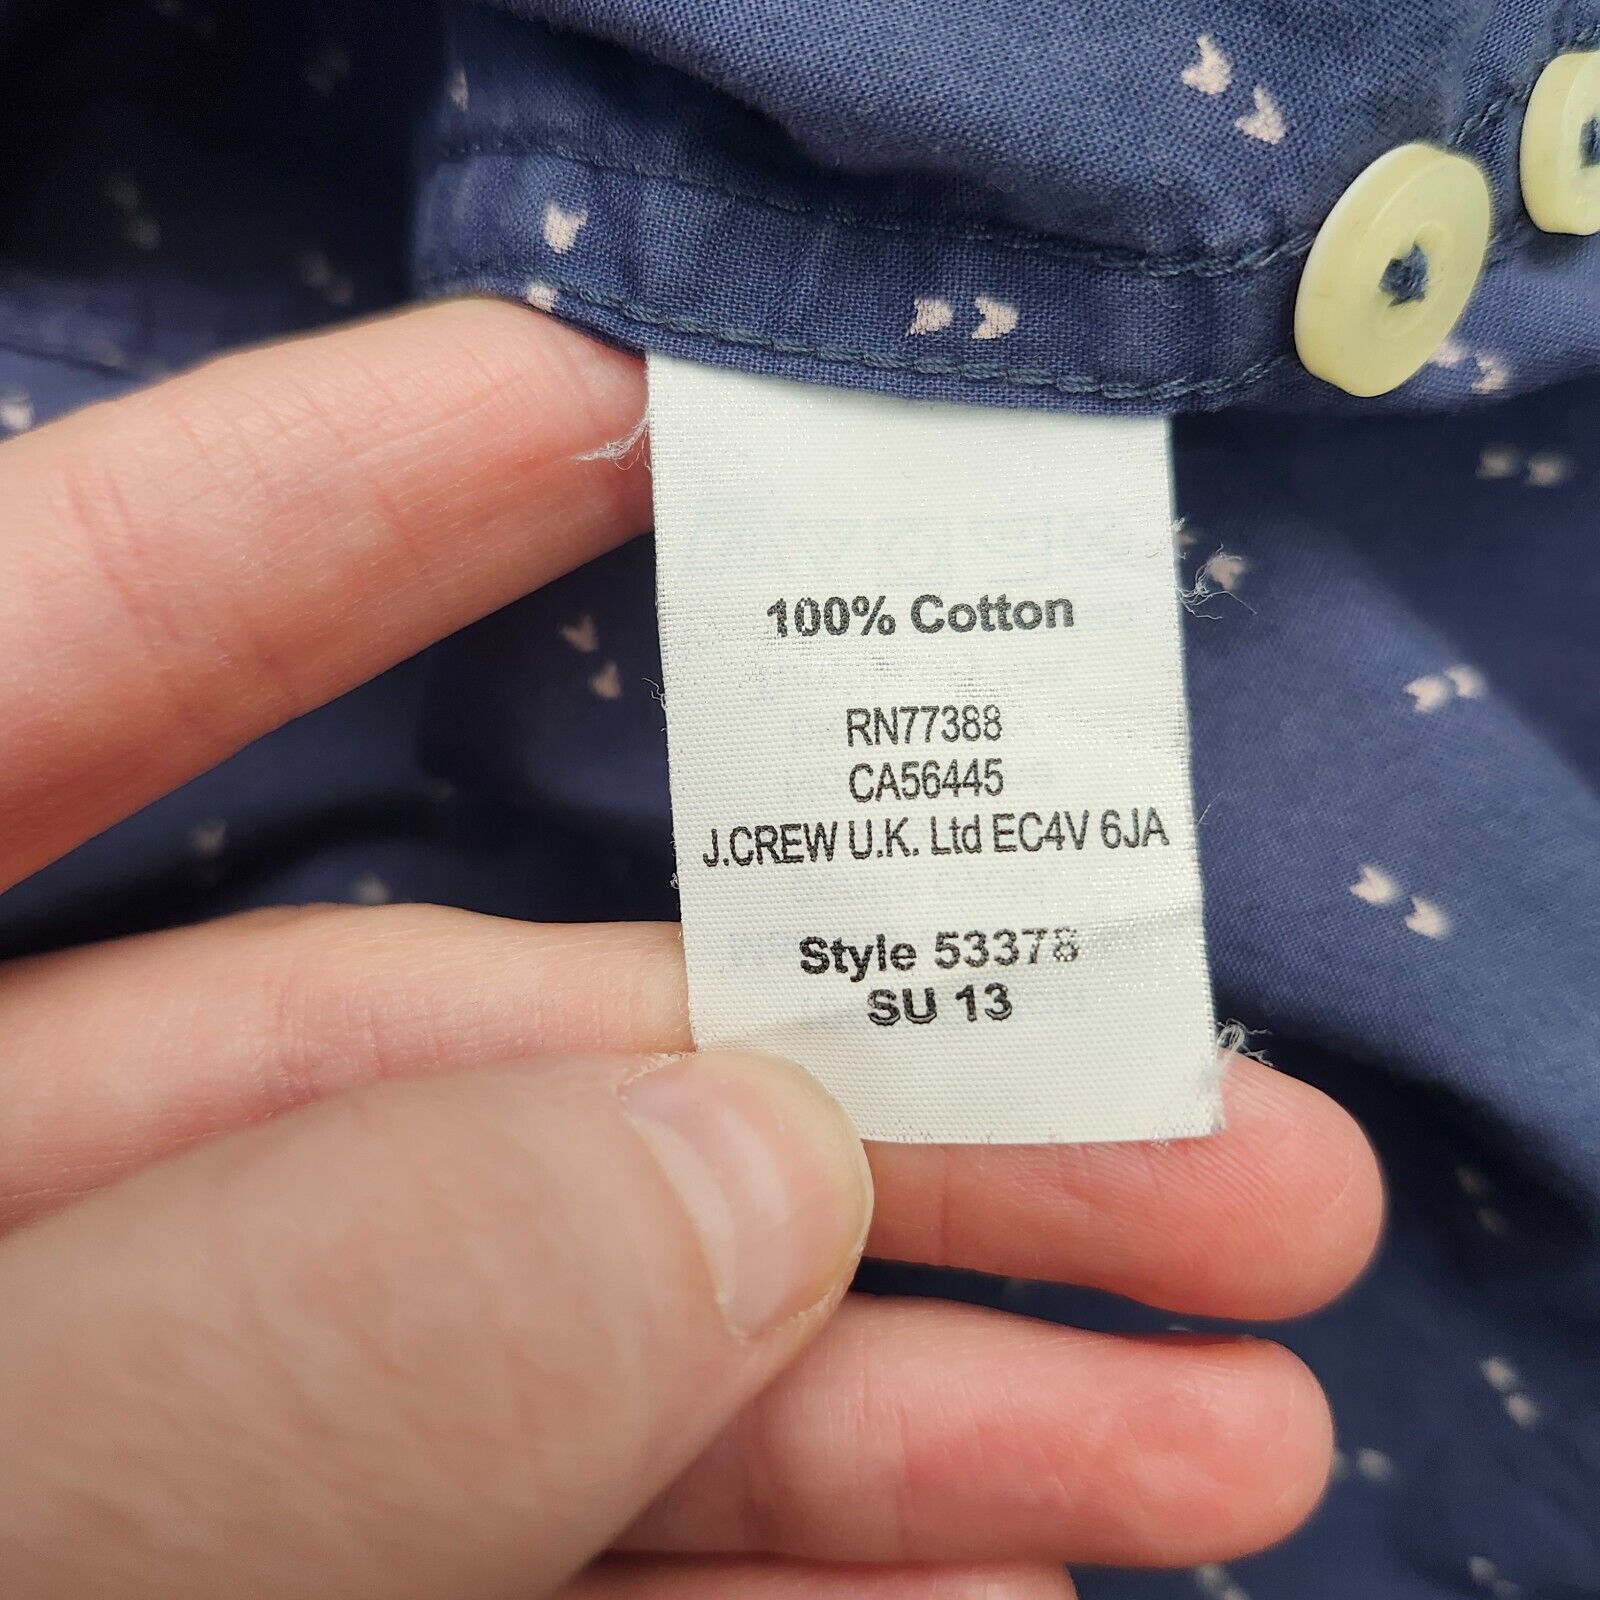 100% Cotton
RN77388
CA56445
J.CREW U.K. Ltd EC4V 6JA
Style 53378
SU 13